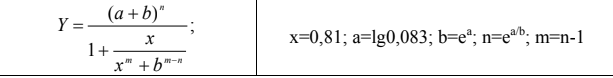 Y = (a + b)^n / (1 + x / (x^m + b^(m−n)));
x=0,81; a=lg0,083; b=e^a; n=e^(a/b); m=n-1